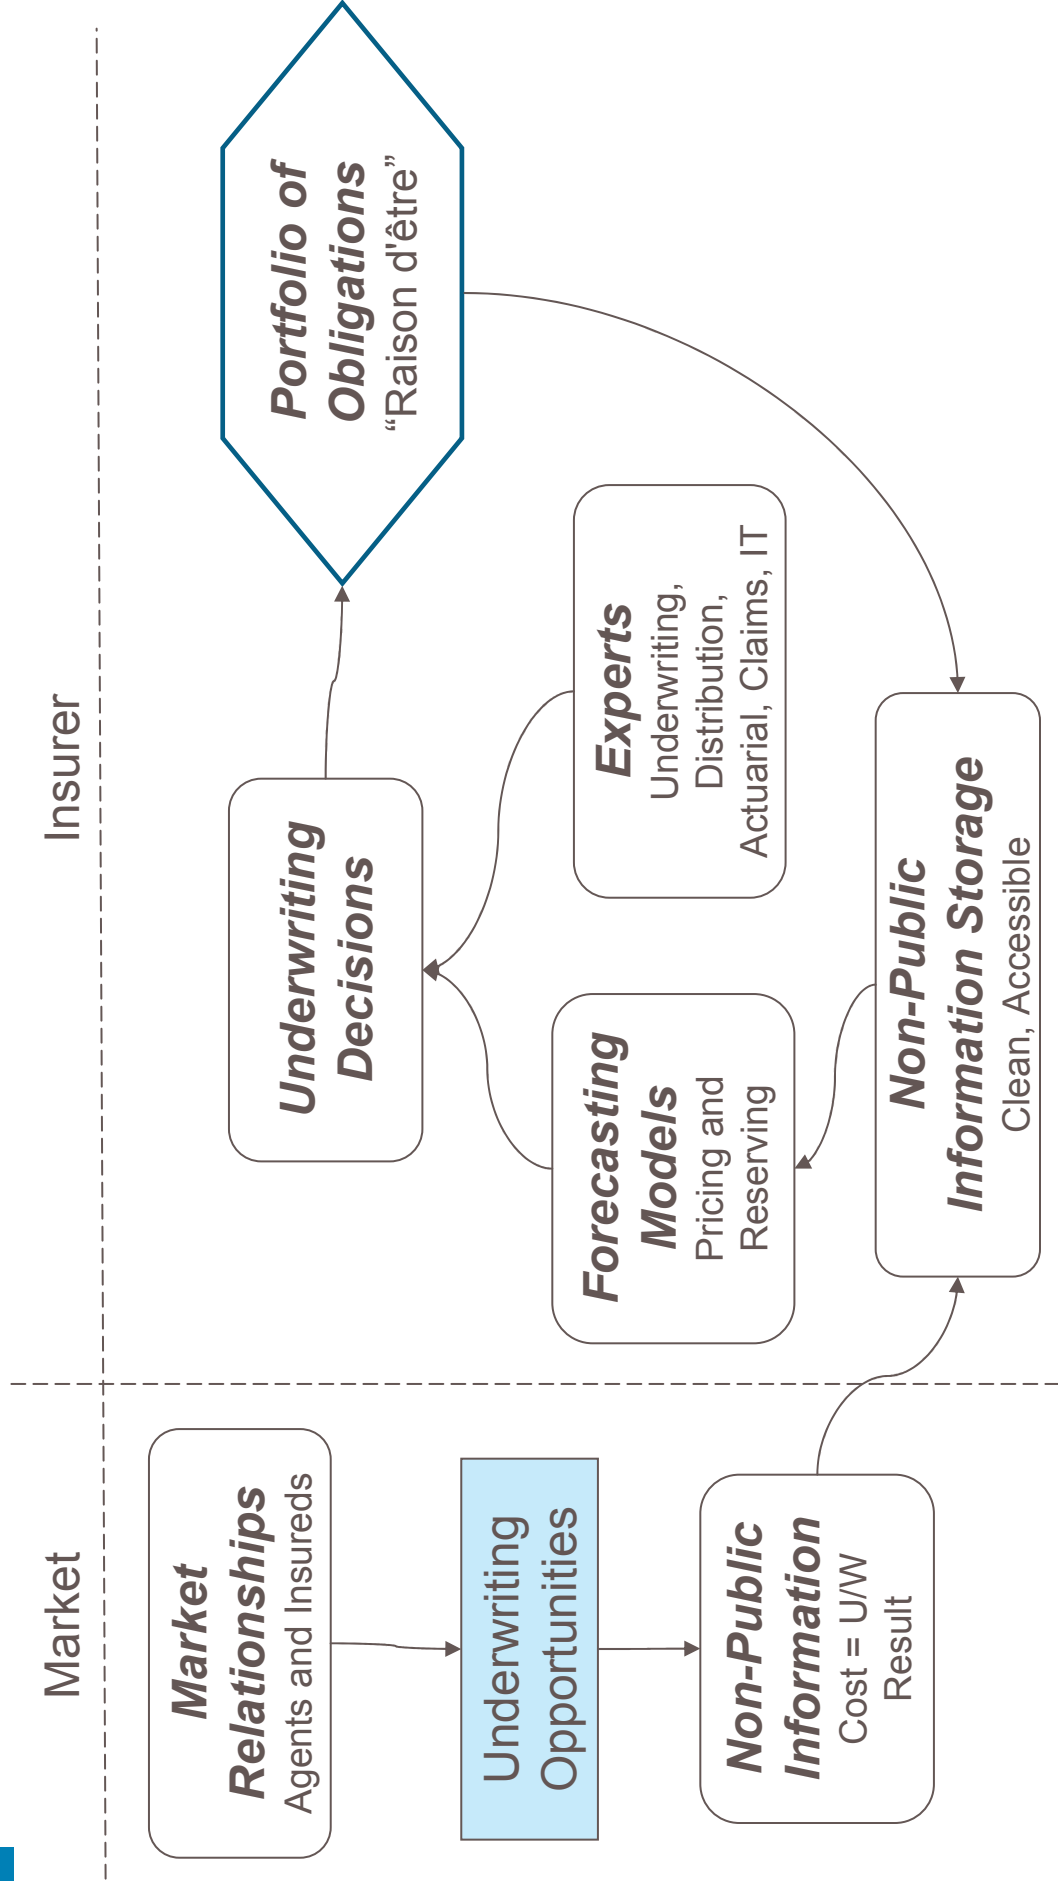 Market
Insurer
Market
Relationships
Agents and Insureds
Underwriting
Opportunities
Non-Public
Information
Cost = U/W
Result
Underwriting
Decisions
Forecasting
Models
Pricing and
Reserving
Experts
Underwriting,
Distribution,
Actuarial, Claims, IT
Non-Public
Information Storage
Clean, Accessible
Portfolio of
Obligations
“Raison d'être”